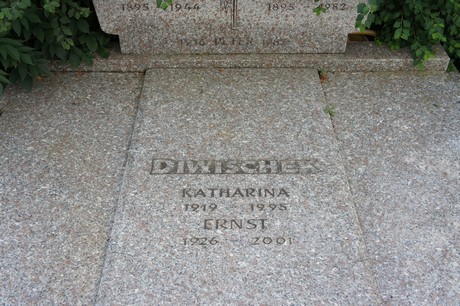 1895 - 1944 1895 - 1982
PETER
DIWISCHEK
KATHARINA
1919 - 1995
ERNST
1926 - 2001